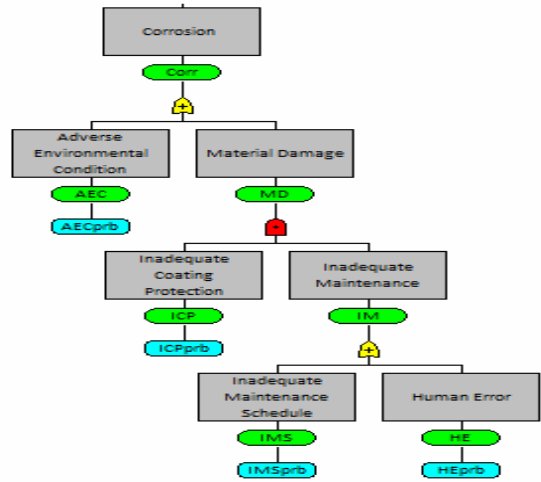 Corrosion
Corr
+
Adverse
Environmental
Condition
Material Damage
AEC
MD
AECprb
Inadequate
Coating
Protection
Inadequate
Maintenance
ICP
IM
ICPprb
+
Inadequate
Maintenance
Schedule
Human Error
IMS
HE
IMSprb
HEprb